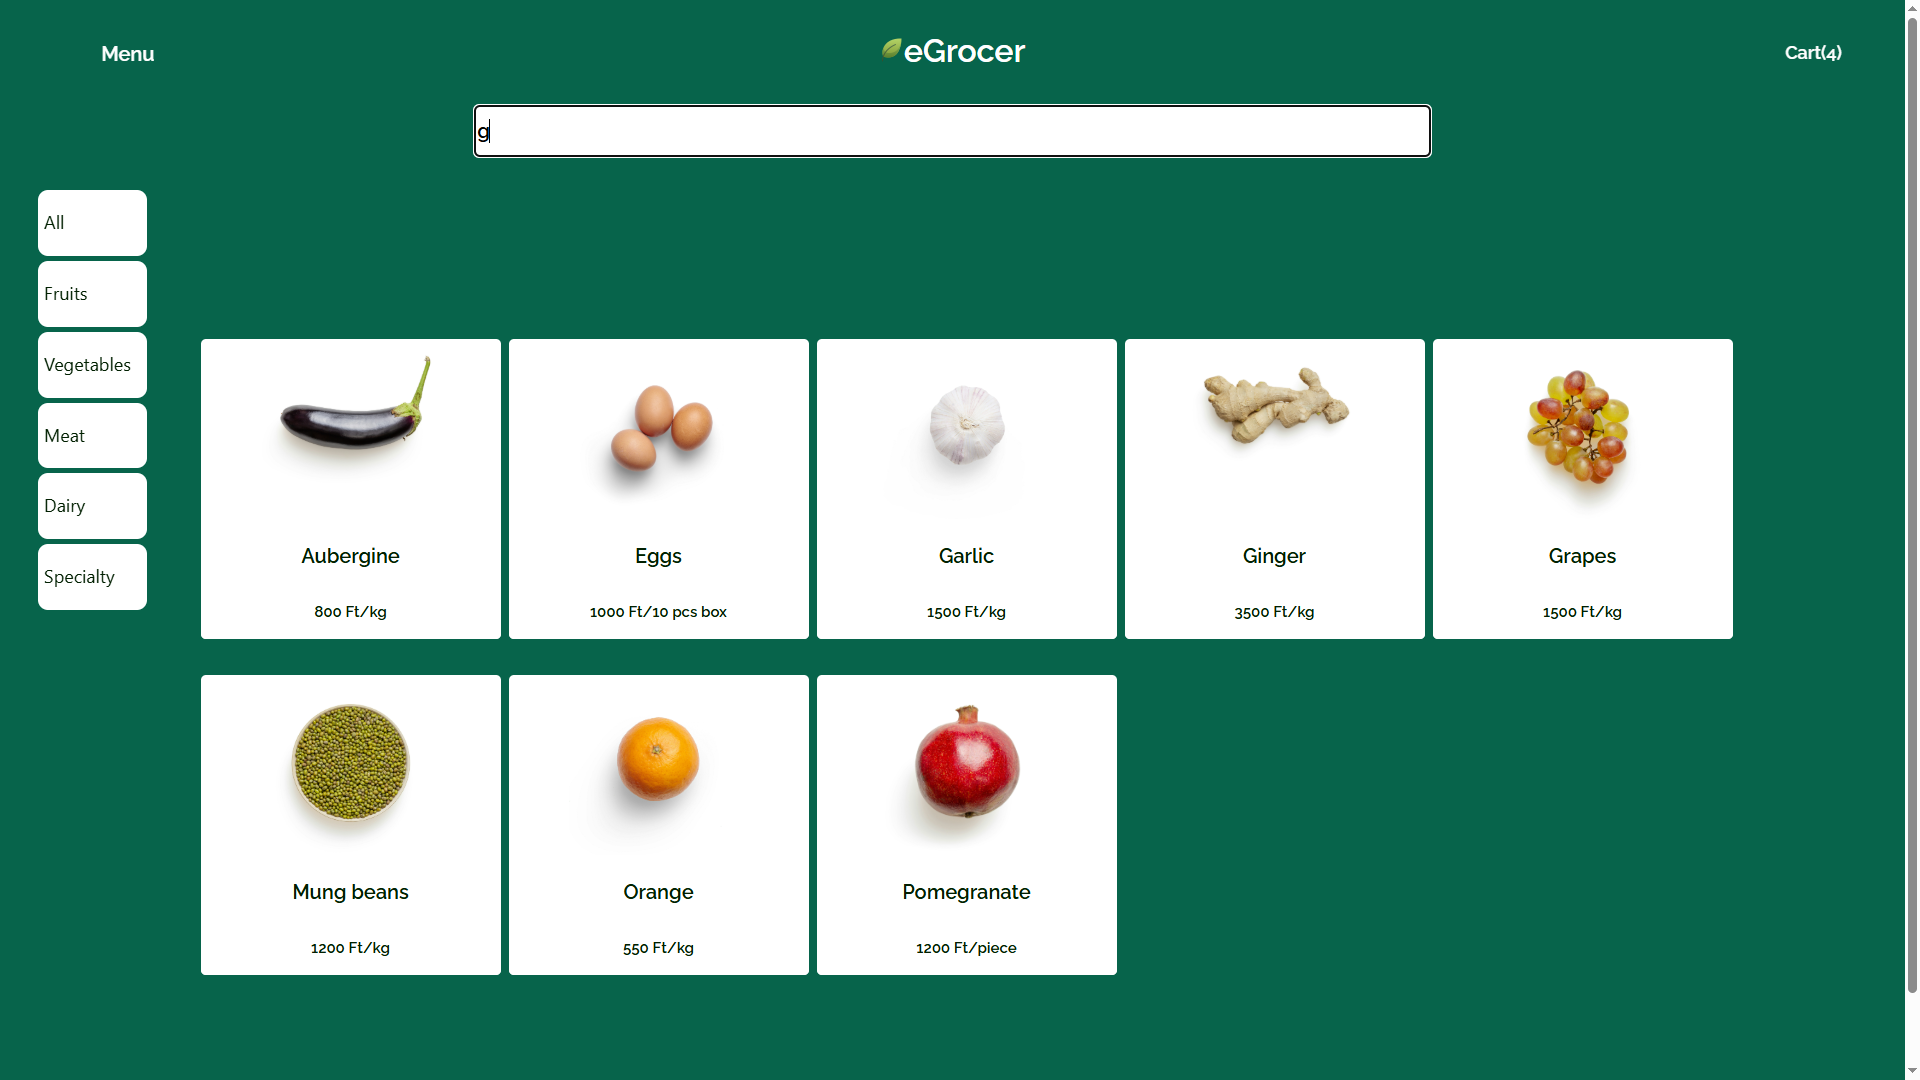 Menu
eGrocer
Cart(4)
g
All
Fruits
Vegetables
Meat
Dairy
Specialty
Aubergine
800 Ft/kg
Eggs
1000 Ft/10 pcs box
Garlic
1500 Ft/kg
Ginger
3500 Ft/kg
Grapes
1500 Ft/kg
Mung beans
1200 Ft/kg
Orange
550 Ft/kg
Pomegranate
1200 Ft/piece